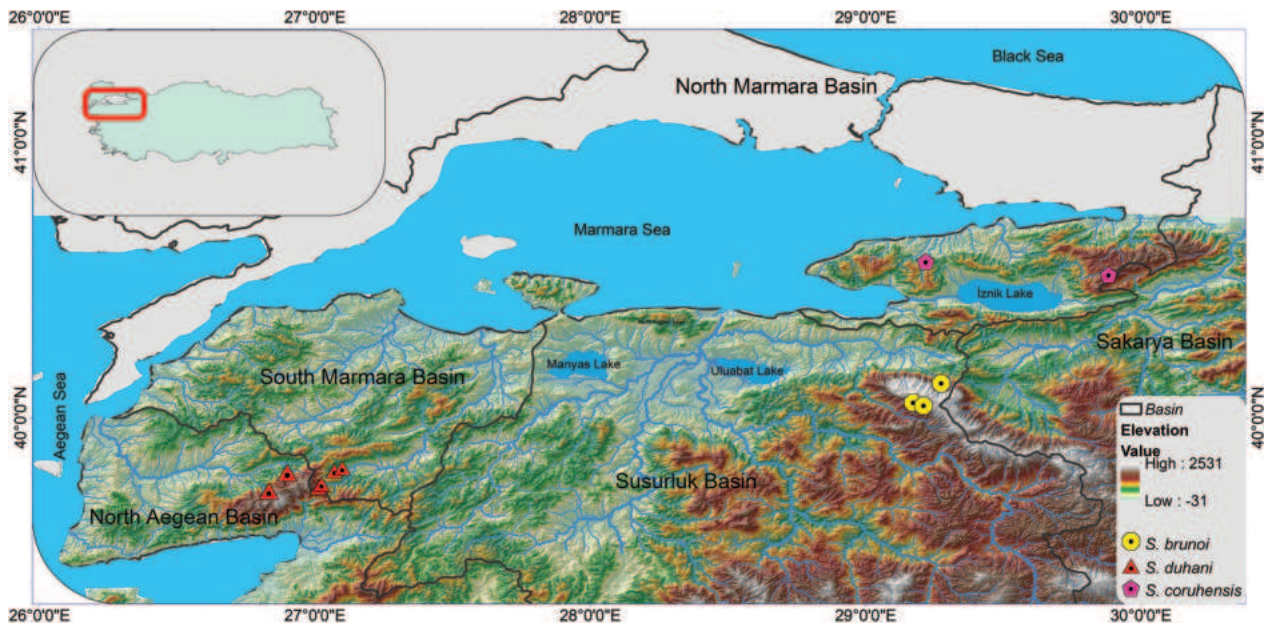 26°0'0"E
27°0'0"E
28°0'0"E
29°0'0"E
30°0'0"E
Black Sea
North Marmara Basin
41°0'0"N
41°0'0"N
Marmara Sea
İznik Lake
Sakarya Basin
Manyas Lake
Uluabat Lake
South Marmara Basin
Aegean Sea
40°0'0"N
40°0'0"N
Susurluk Basin
North Aegean Basin
Basin
Elevation
Value
High : 2531
Low : -31
S. brunoi
S. duhani
S. coruhensis
26°0'0"E
27°0'0"E
28°0'0"E
29°0'0"E
30°0'0"E